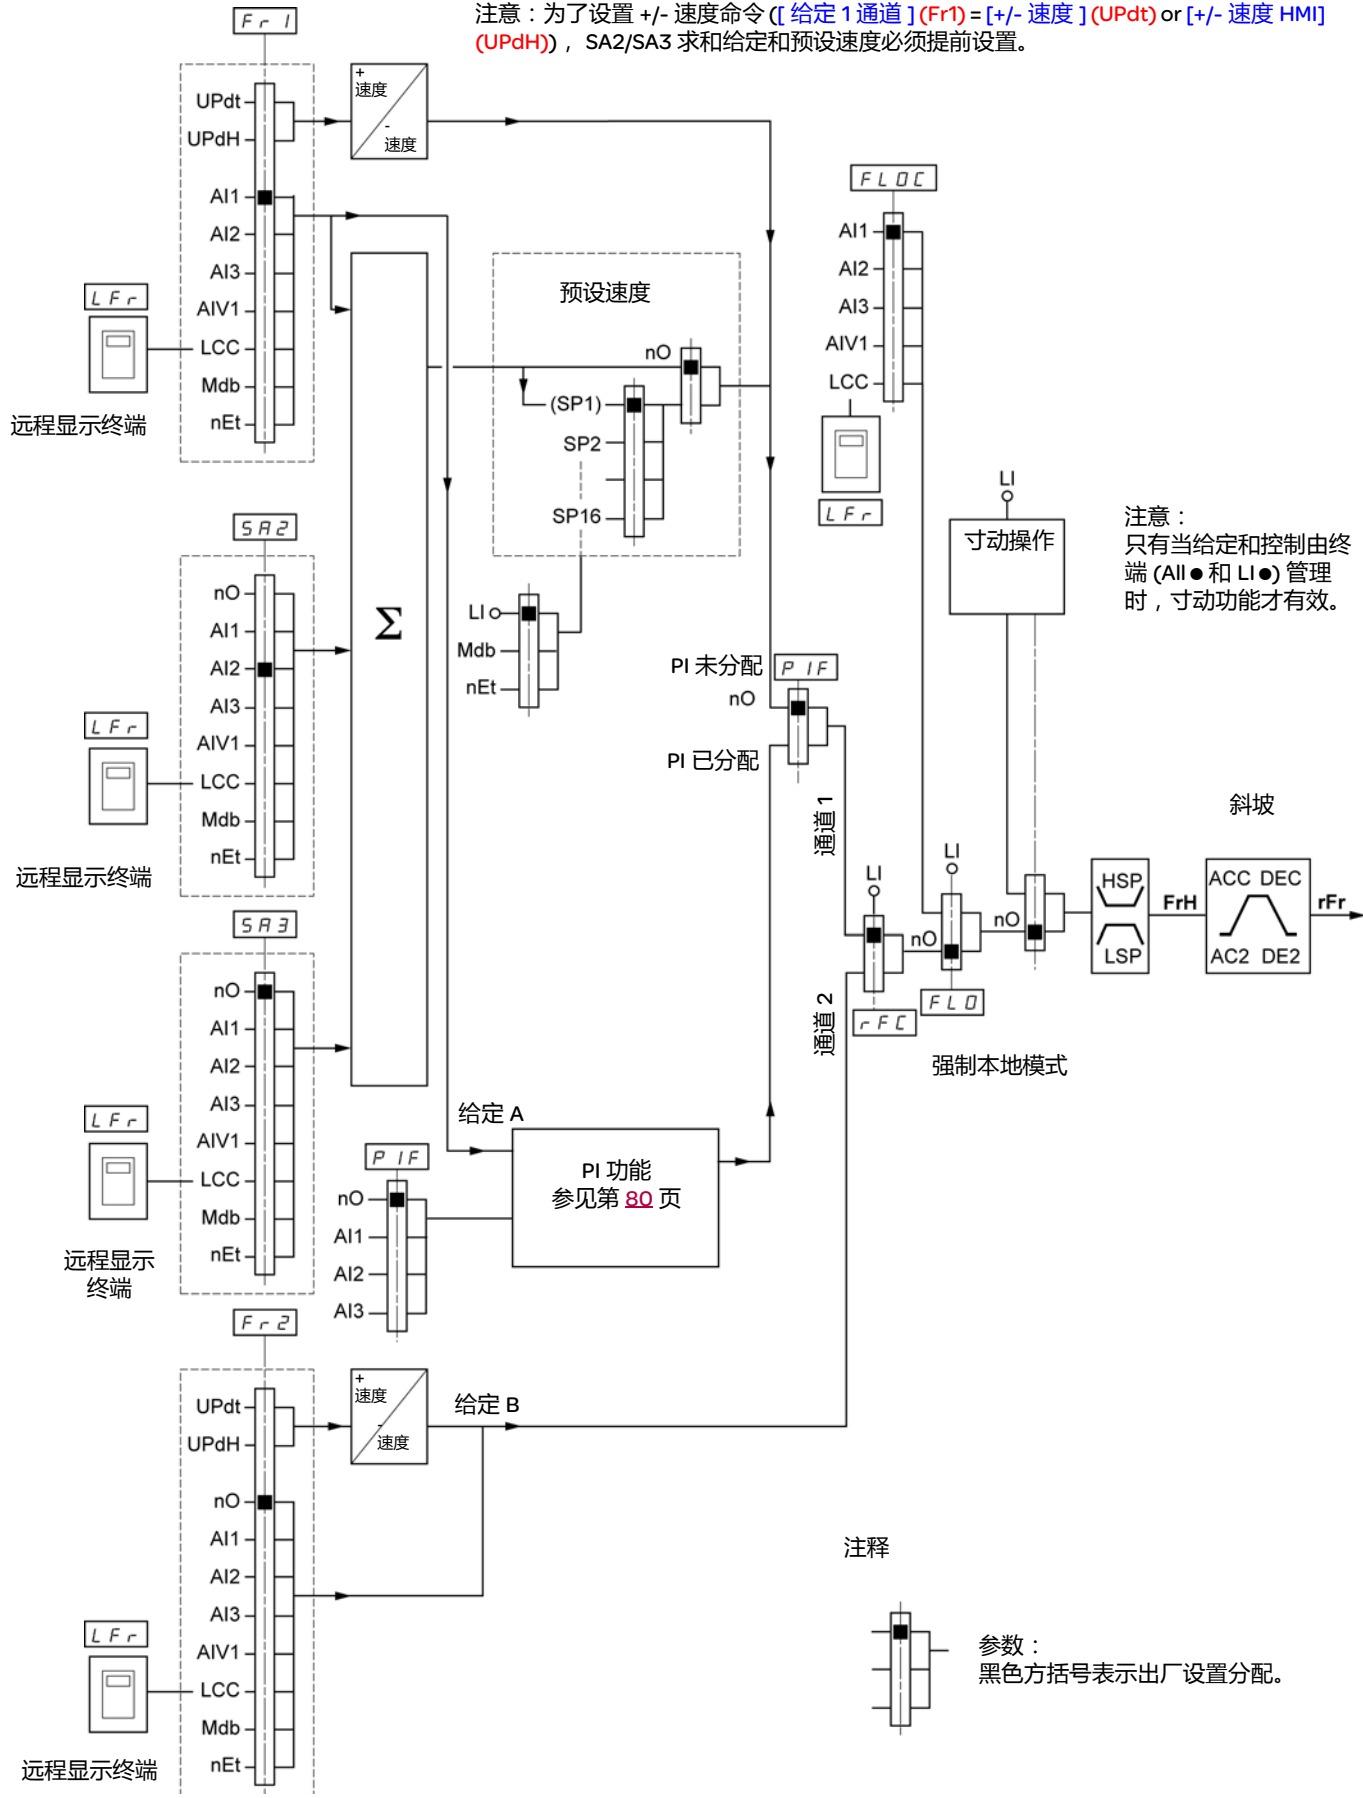 注意：为了设置 +/- 速度命令 ([ 给定 1 通道 ] (Fr1) = [+/- 速度 ] (UPdt) or [+/- 速度 HMI]
(UPdH))， SA2/SA3 求和给定和预设速度必须提前设置。
Fr1
UPdt
UPdH
AI1
AI2
AI3
AIV1
LCC
Mdb
nEt
LFr
远程显示终端
+
速度
-
速度
预设速度
nO
(SP1)
SP2
SP16
LI
Mdb
nEt
FLOC
AI1
AI2
AI3
AIV1
LCC
LFr
LI
寸动操作
注意：
只有当给定和控制由终
端 (AII● 和 LI●) 管理
时，寸动功能才有效。
SA2
nO
AI1
AI2
AI3
AIV1
LCC
Mdb
nEt
LFr
远程显示终端
Σ
PI 未分配
PIF
nO
PI 已分配
通道 1
通道 2
LI
nO
rFC
LI
nO
FLO
强制本地模式
HSP
LSP
FrH
斜坡
ACC DEC
AC2 DE2
rFr
SA3
nO
AI1
AI2
AI3
AIV1
LCC
Mdb
nEt
LFr
远程显示
终端
给定 A
PIF
nO
AI1
AI2
AI3
PI 功能
参见第 80 页
Fr2
UPdt
UPdH
nO
AI1
AI2
AI3
AIV1
LCC
Mdb
nEt
LFr
远程显示终端
+
速度
-
速度
给定 B
注释
参数：
黑色方括号表示出厂设置分配。